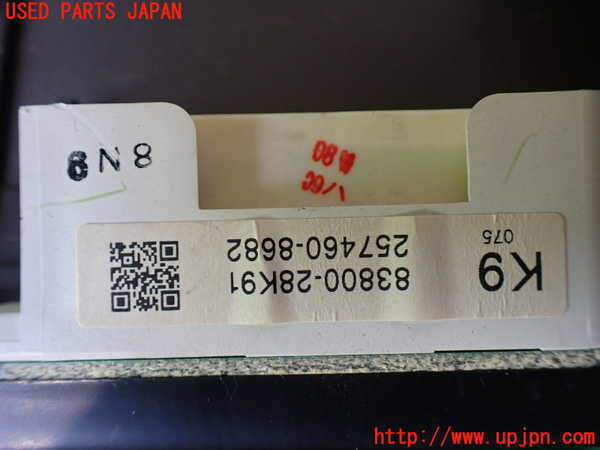 USED PARTS JAPAN
6N8
K9
075
83800-28K91
257460-8682
http://www.upjpn.com/